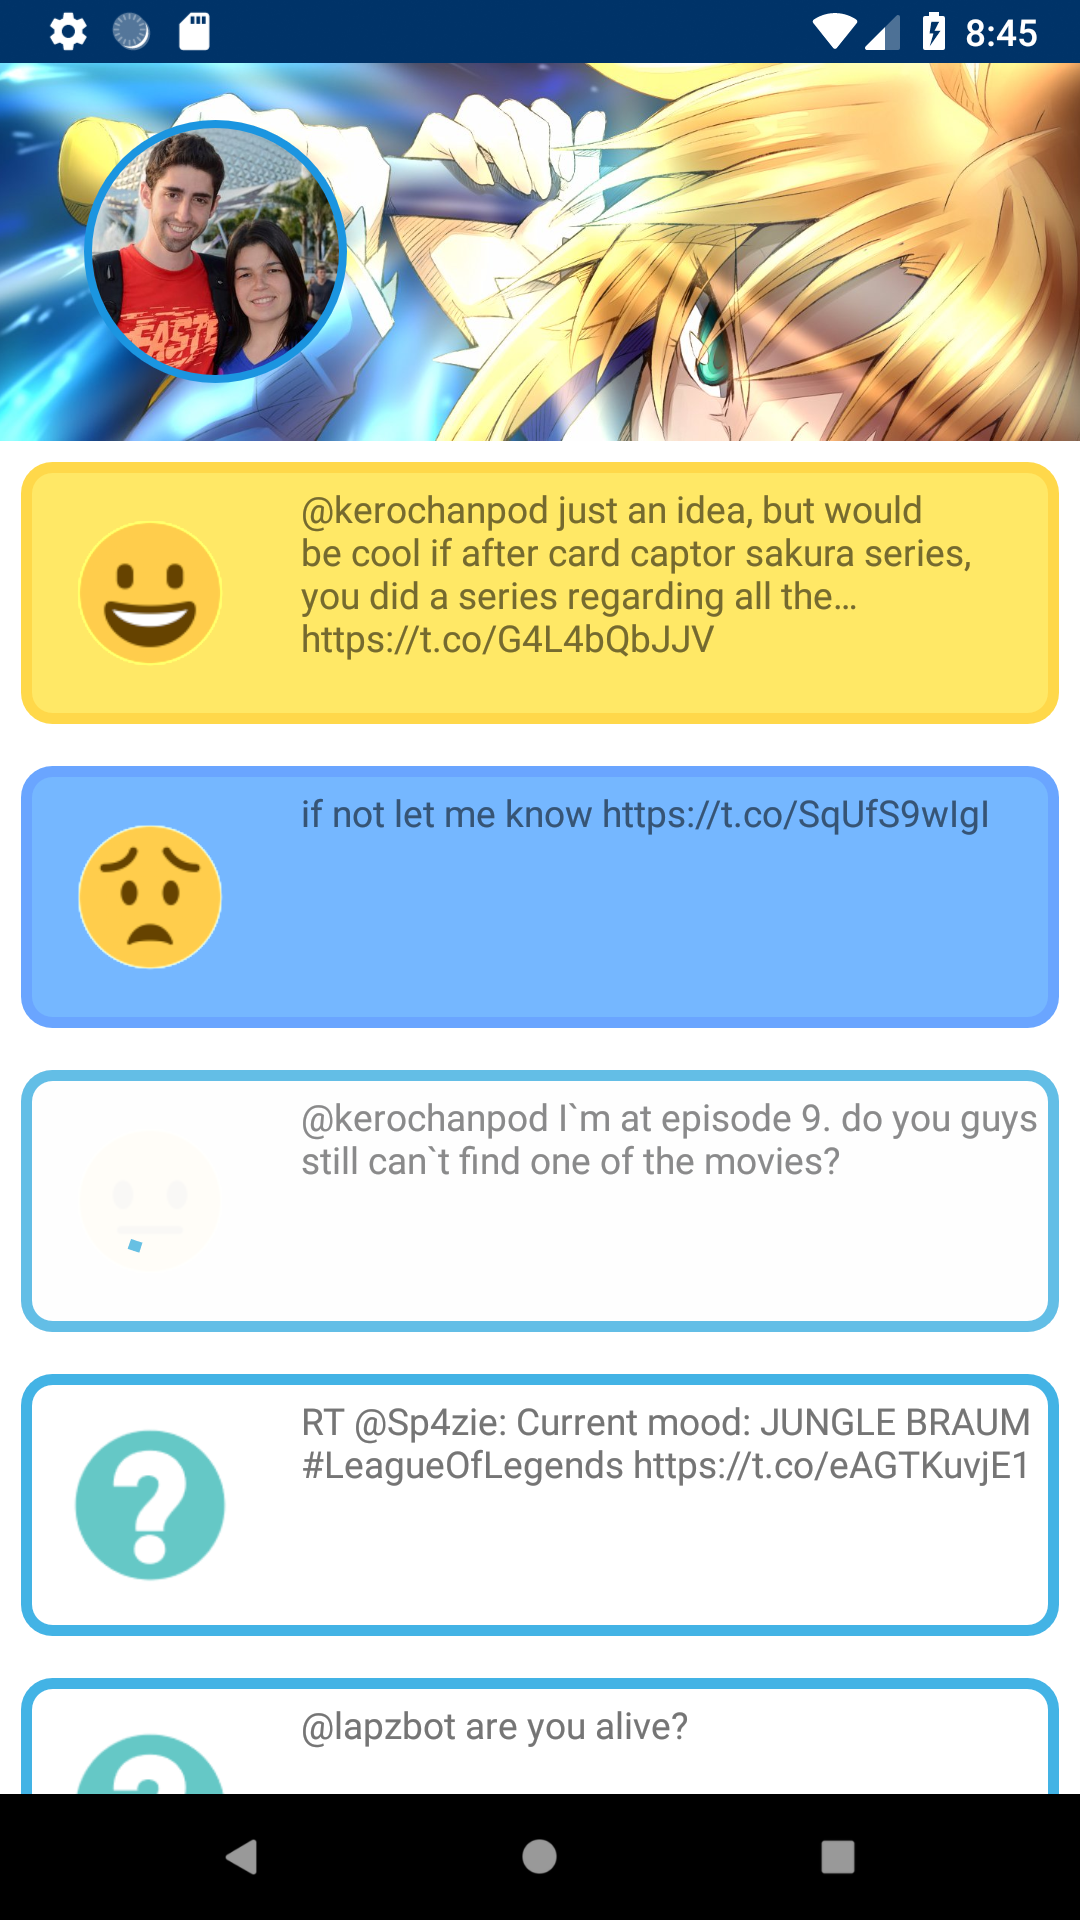 8:45
EASTE
@kerochanpod just an idea, but would
be cool if after card captor sakura series,
you did a series regarding all the…
https://t.co/G4L4bQbJJV
if not let me know https://t.co/SqUfS9wIgI
@kerochanpod I`m at episode 9. do you guys
still can`t find one of the movies?
RT @Sp4zie: Current mood: JUNGLE BRAUM
#LeagueOfLegends https://t.co/eAGTKuvjE1
@lapzbot are you alive?